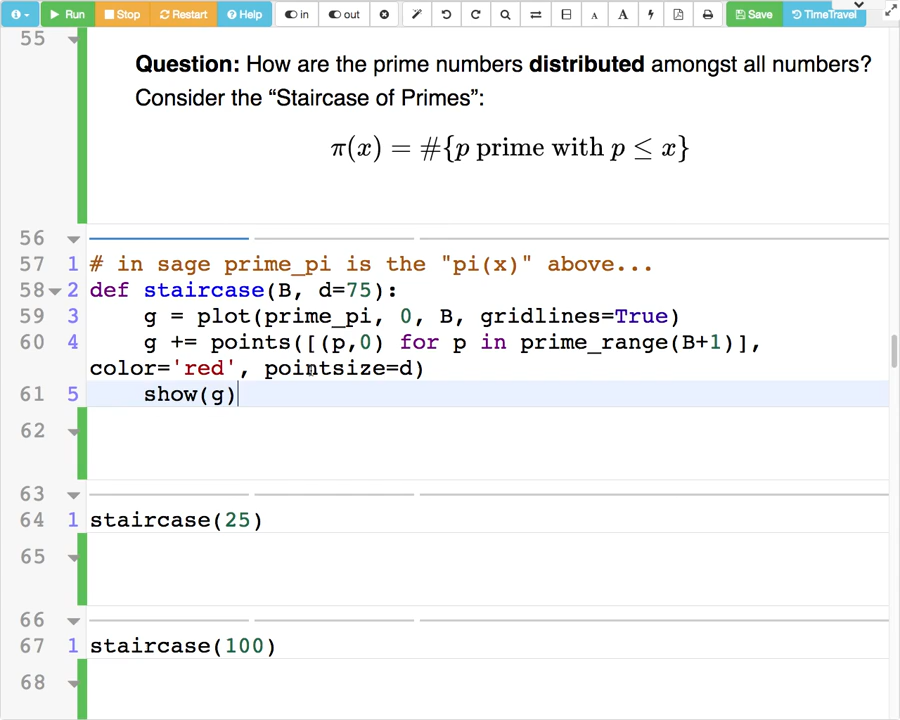 Run Stop Restart Help in out A A Save TimeTravel
55
Question: How are the prime numbers distributed amongst all numbers?
Consider the “Staircase of Primes”:
π(x) = #{p prime with p ≤ x}
56
57 1 # in sage prime_pi is the "pi(x)" above...
58 2 def staircase(B, d=75):
59 3 g = plot(prime_pi, 0, B, gridlines=True)
60 4 g += points([(p,0) for p in prime_range(B+1)],
color='red', pointsize=d)
61 5 show(g)
62
63
64 1 staircase(25)
65
66
67 1 staircase(100)
68